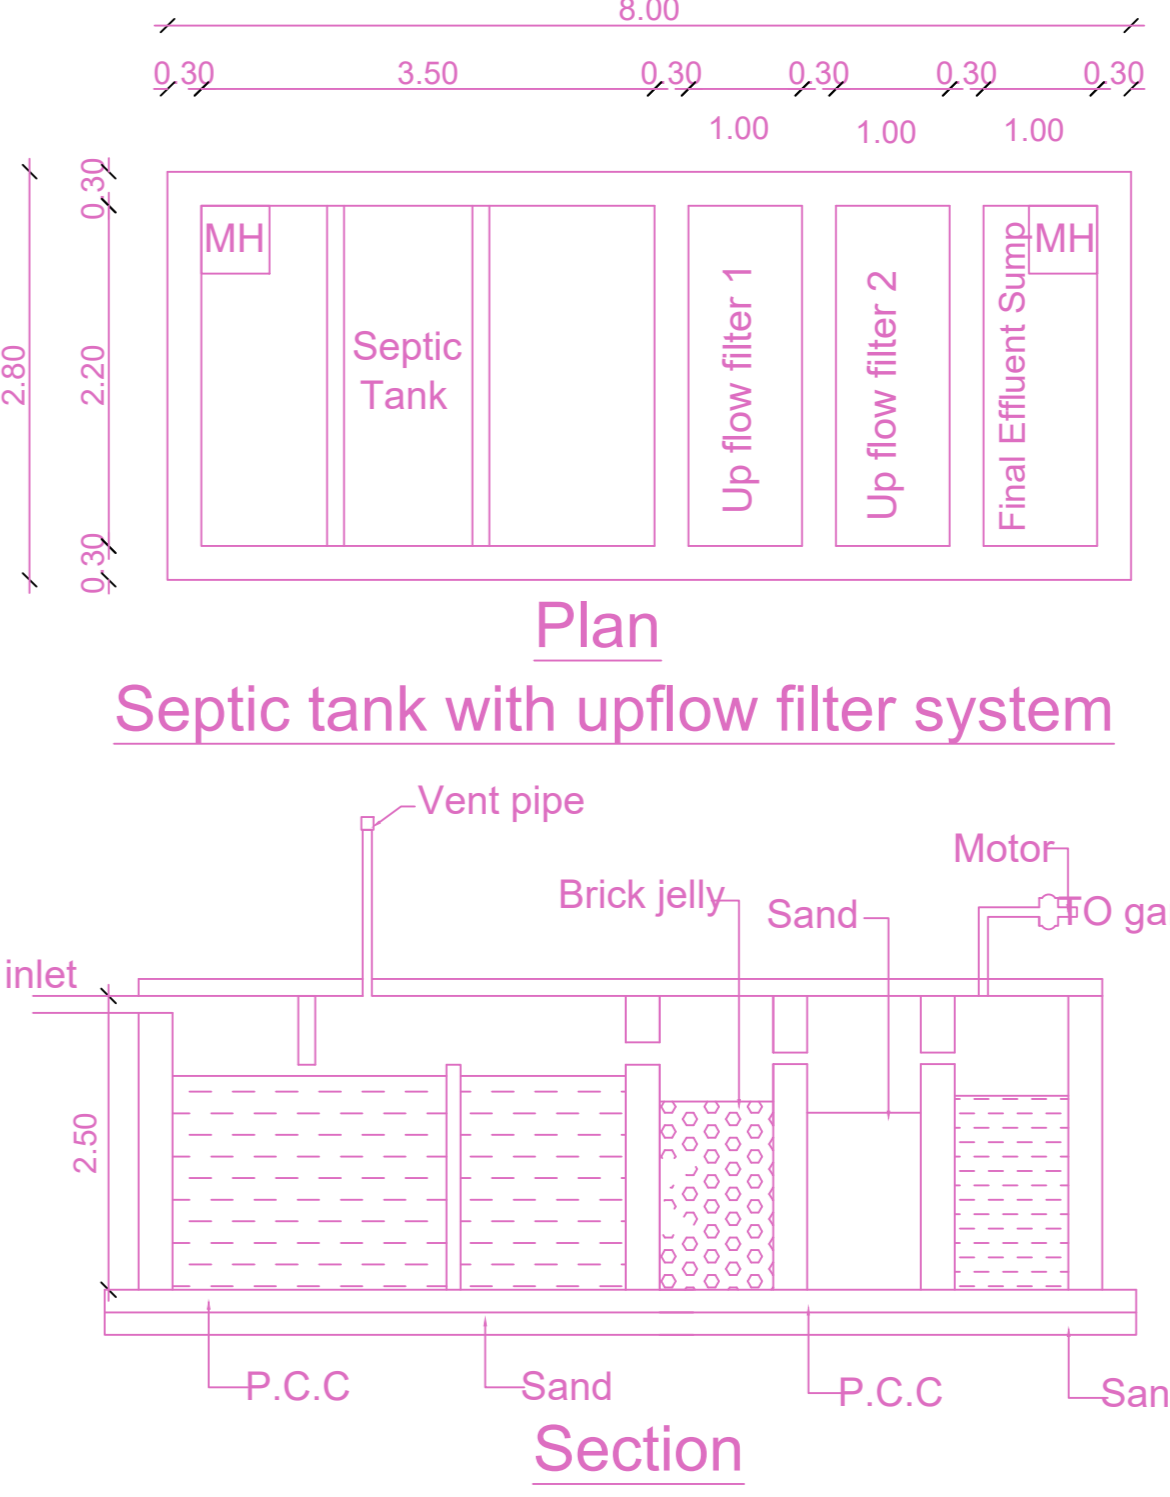 8.00
0.30 3.50 0.30 0.30 0.30 0.30
1.00 1.00 1.00
0.30
2.80
2.20
0.30
MH
Septic
Tank
Up flow filter 1
Up flow filter 2
Final Effluent Sump
MH
Plan
Septic tank with upflow filter system
Vent pipe
Motor
Brick jelly
Sand
TO ga
inlet
2.50
P.C.C
Sand
P.C.C
San
Section